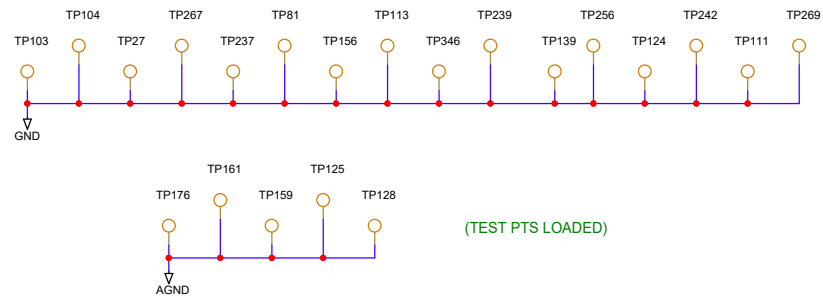 TP104 TP267 TP81 TP113 TP239 TP256 TP242 TP269
TP103 TP27 TP237 TP156 TP346 TP139 TP124 TP111
GND
TP161 TP125
TP176 TP159 TP128
(TEST PTS LOADED)
AGND